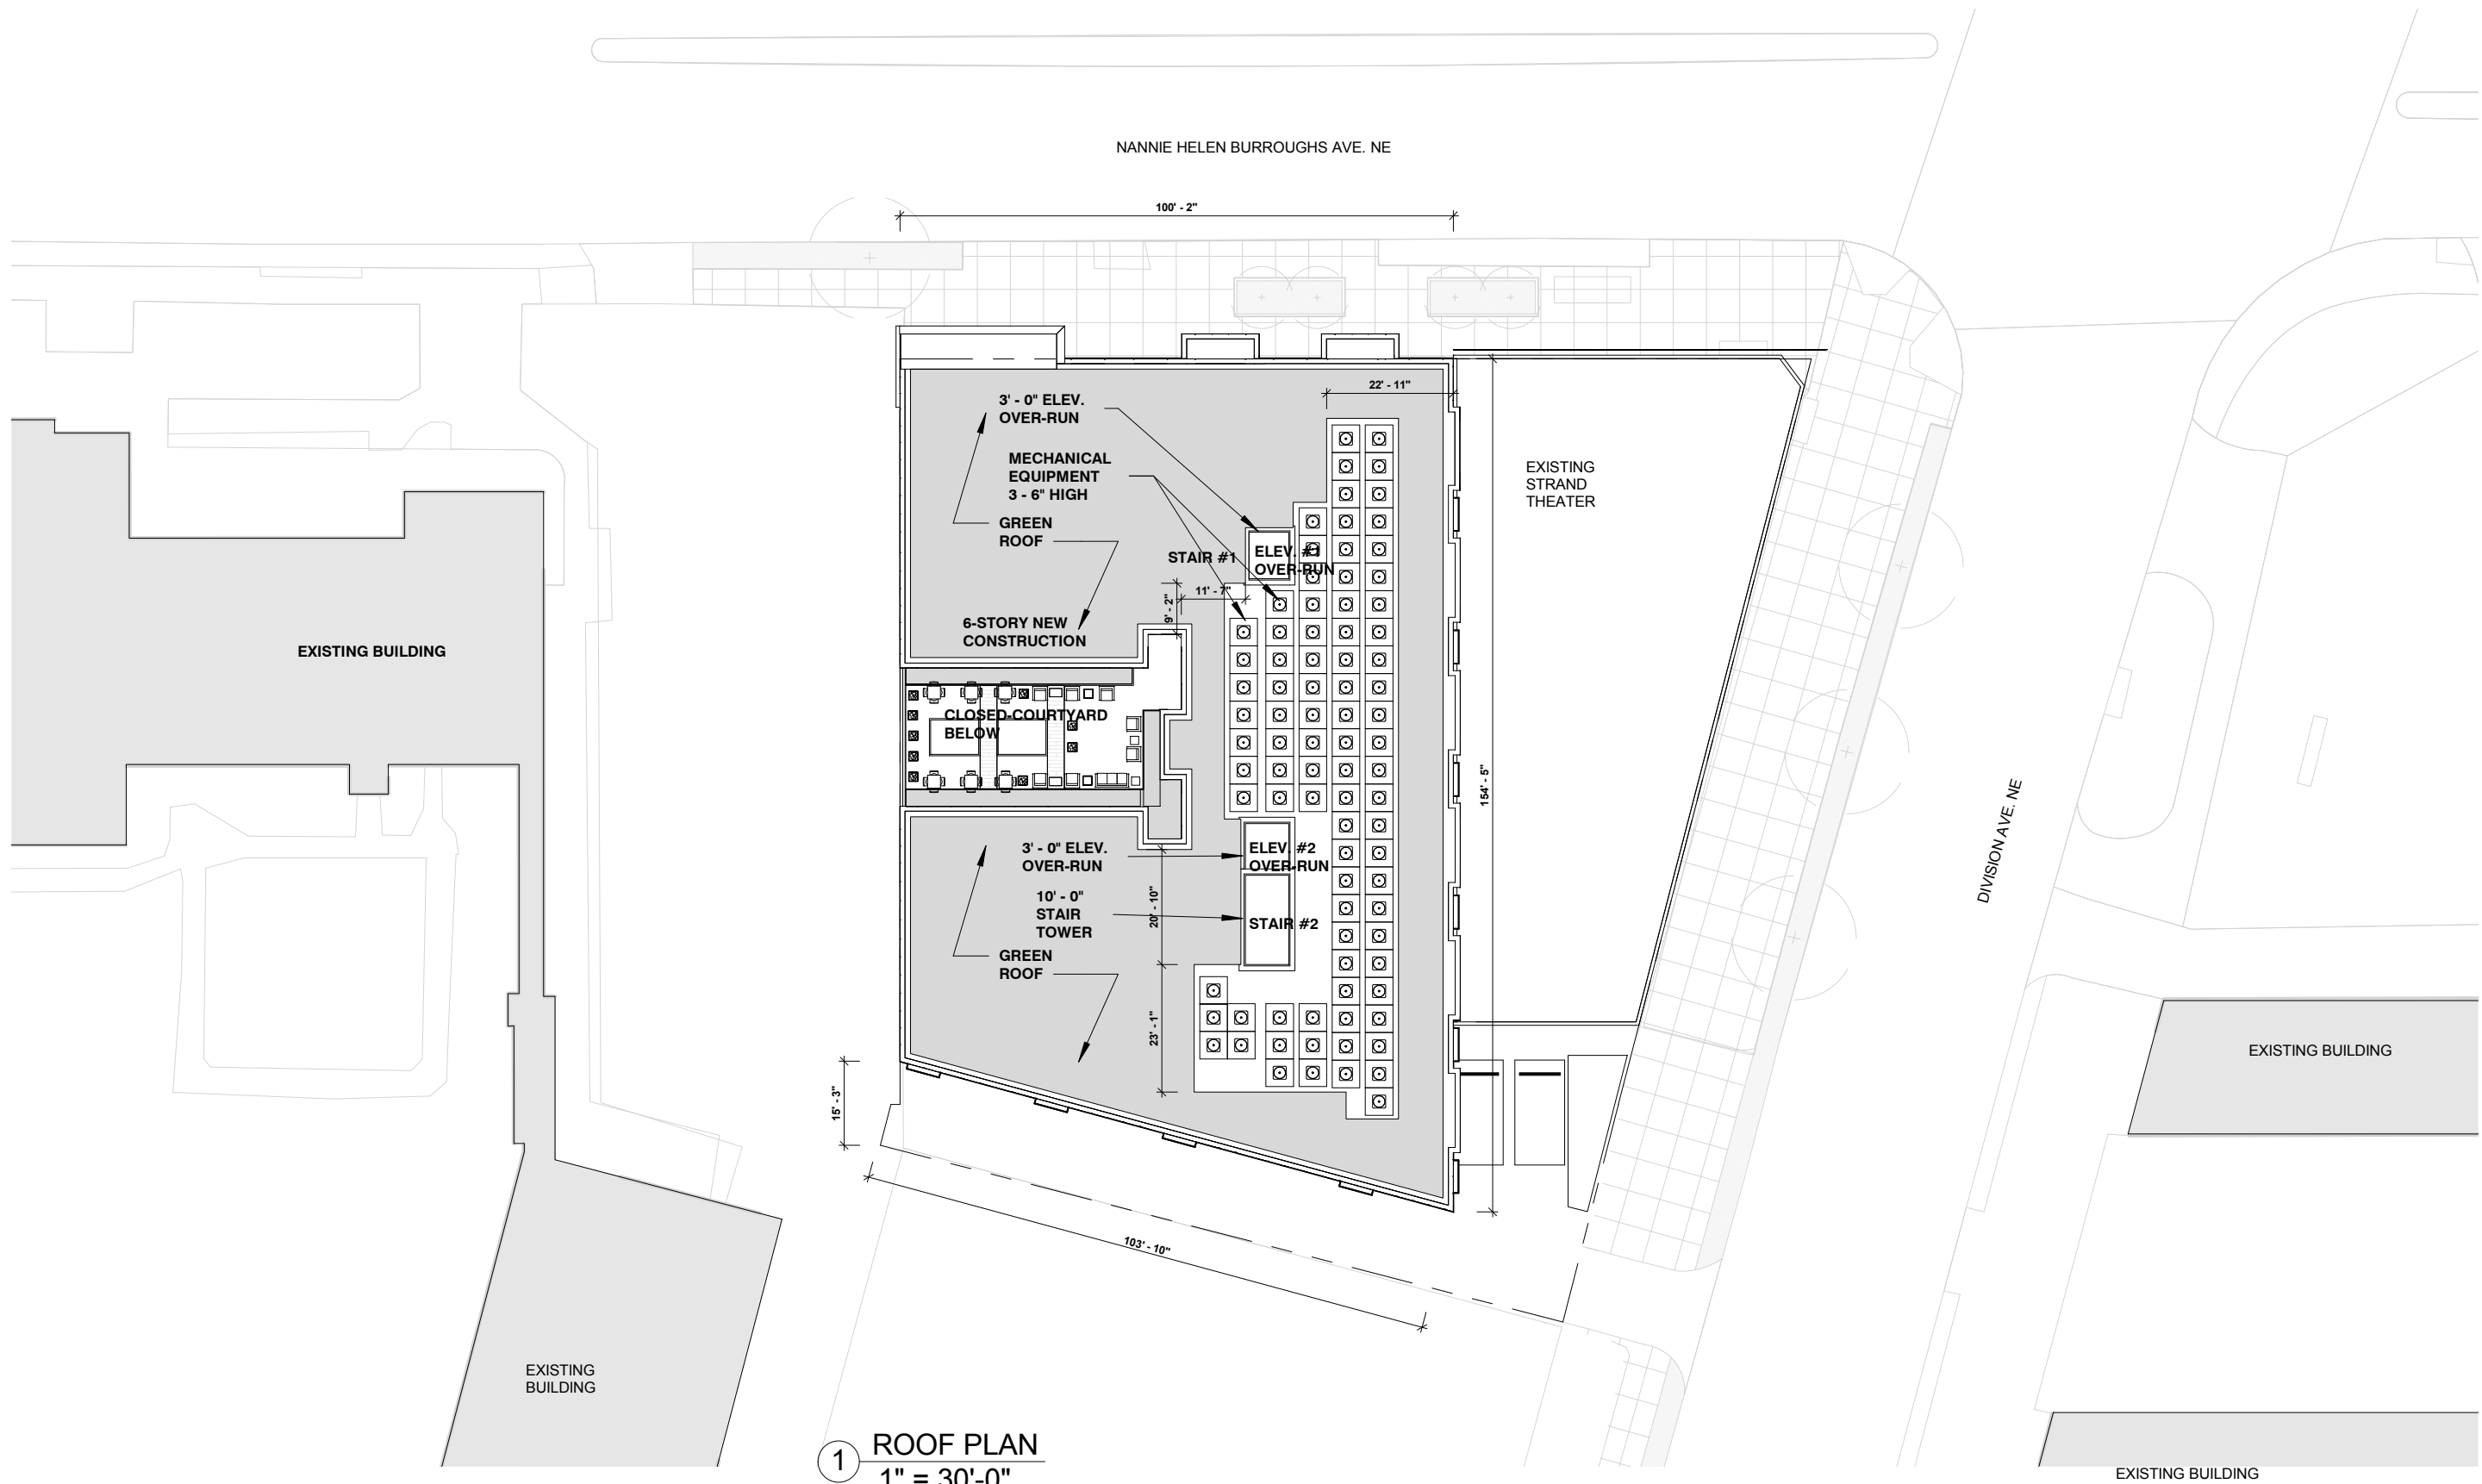 NANNIE HELEN BURROUGHS AVE. NE
100' - 2"
22' - 11"
3' - 0" ELEV.
OVER-RUN
MECHANICAL
EQUIPMENT
3 - 6" HIGH
GREEN
ROOF
EXISTING
STRAND
THEATER
STAIR #1
ELEV. #1
OVER-RUN
11' - 7"
9' - 2"
6-STORY NEW
CONSTRUCTION
EXISTING BUILDING
CLOSED-COURTYARD
BELOW
154' - 5"
DIVISION AVE. NE
3' - 0" ELEV.
OVER-RUN
ELEV. #2
OVER-RUN
10' - 0"
STAIR
TOWER
20' - 10"
STAIR #2
GREEN
ROOF
23' - 1"
15' - 3"
EXISTING BUILDING
103' - 10"
EXISTING
BUILDING
1
ROOF PLAN
1" = 30'-0"
EXISTING BUILDING